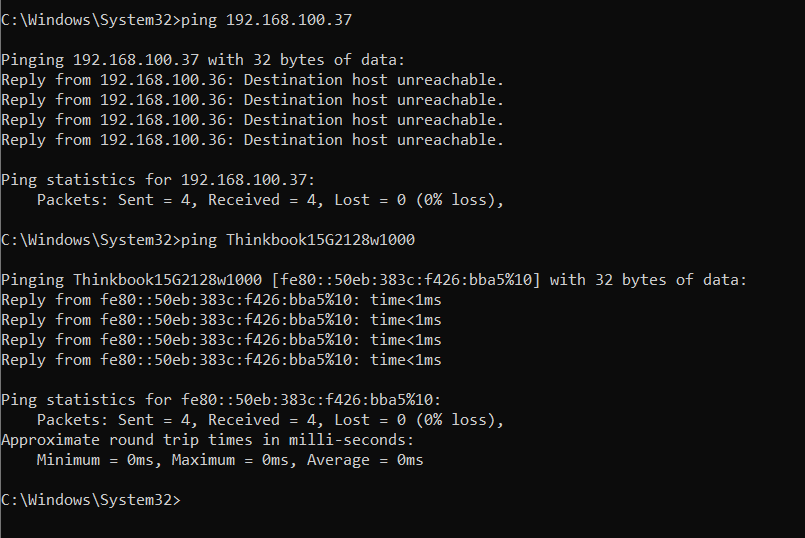 C:\Windows\System32>ping 192.168.100.37
Pinging 192.168.100.37 with 32 bytes of data:
Reply from 192.168.100.36: Destination host unreachable.
Reply from 192.168.100.36: Destination host unreachable.
Reply from 192.168.100.36: Destination host unreachable.
Reply from 192.168.100.36: Destination host unreachable.
Ping statistics for 192.168.100.37:
    Packets: Sent = 4, Received = 4, Lost = 0 (0% loss),
C:\Windows\System32>ping Thinkbook15G2128w1000
Pinging Thinkbook15G2128w1000 [fe80::50eb:383c:f426:bba5%10] with 32 bytes of data:
Reply from fe80::50eb:383c:f426:bba5%10: time<1ms
Reply from fe80::50eb:383c:f426:bba5%10: time<1ms
Reply from fe80::50eb:383c:f426:bba5%10: time<1ms
Reply from fe80::50eb:383c:f426:bba5%10: time<1ms
Ping statistics for fe80::50eb:383c:f426:bba5%10:
    Packets: Sent = 4, Received = 4, Lost = 0 (0% loss),
Approximate round trip times in milli-seconds:
    Minimum = 0ms, Maximum = 0ms, Average = 0ms
C:\Windows\System32>